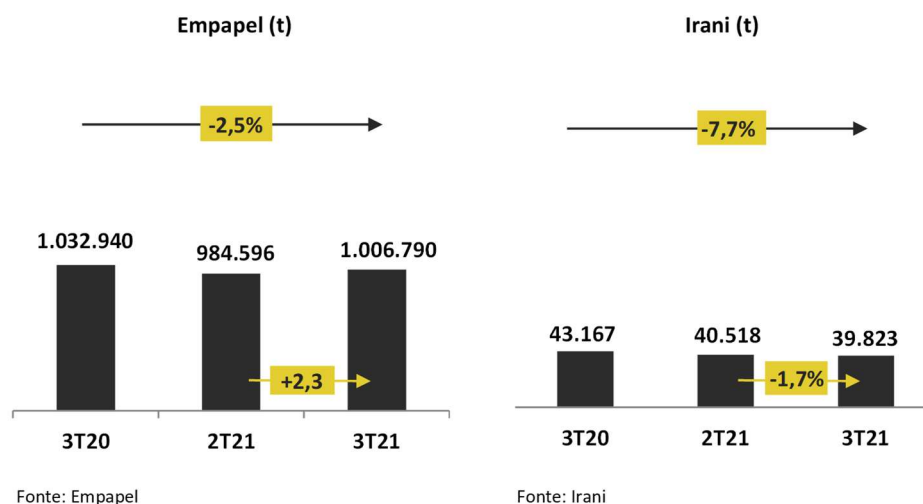 Empapel (t)
-2,5%
1.032.940
984.596
1.006.790
+2,3
3T20
2T21
3T21
Fonte: Empapel
Irani (t)
-7,7%
43.167
40.518
39.823
-1,7%
3T20
2T21
3T21
Fonte: Irani